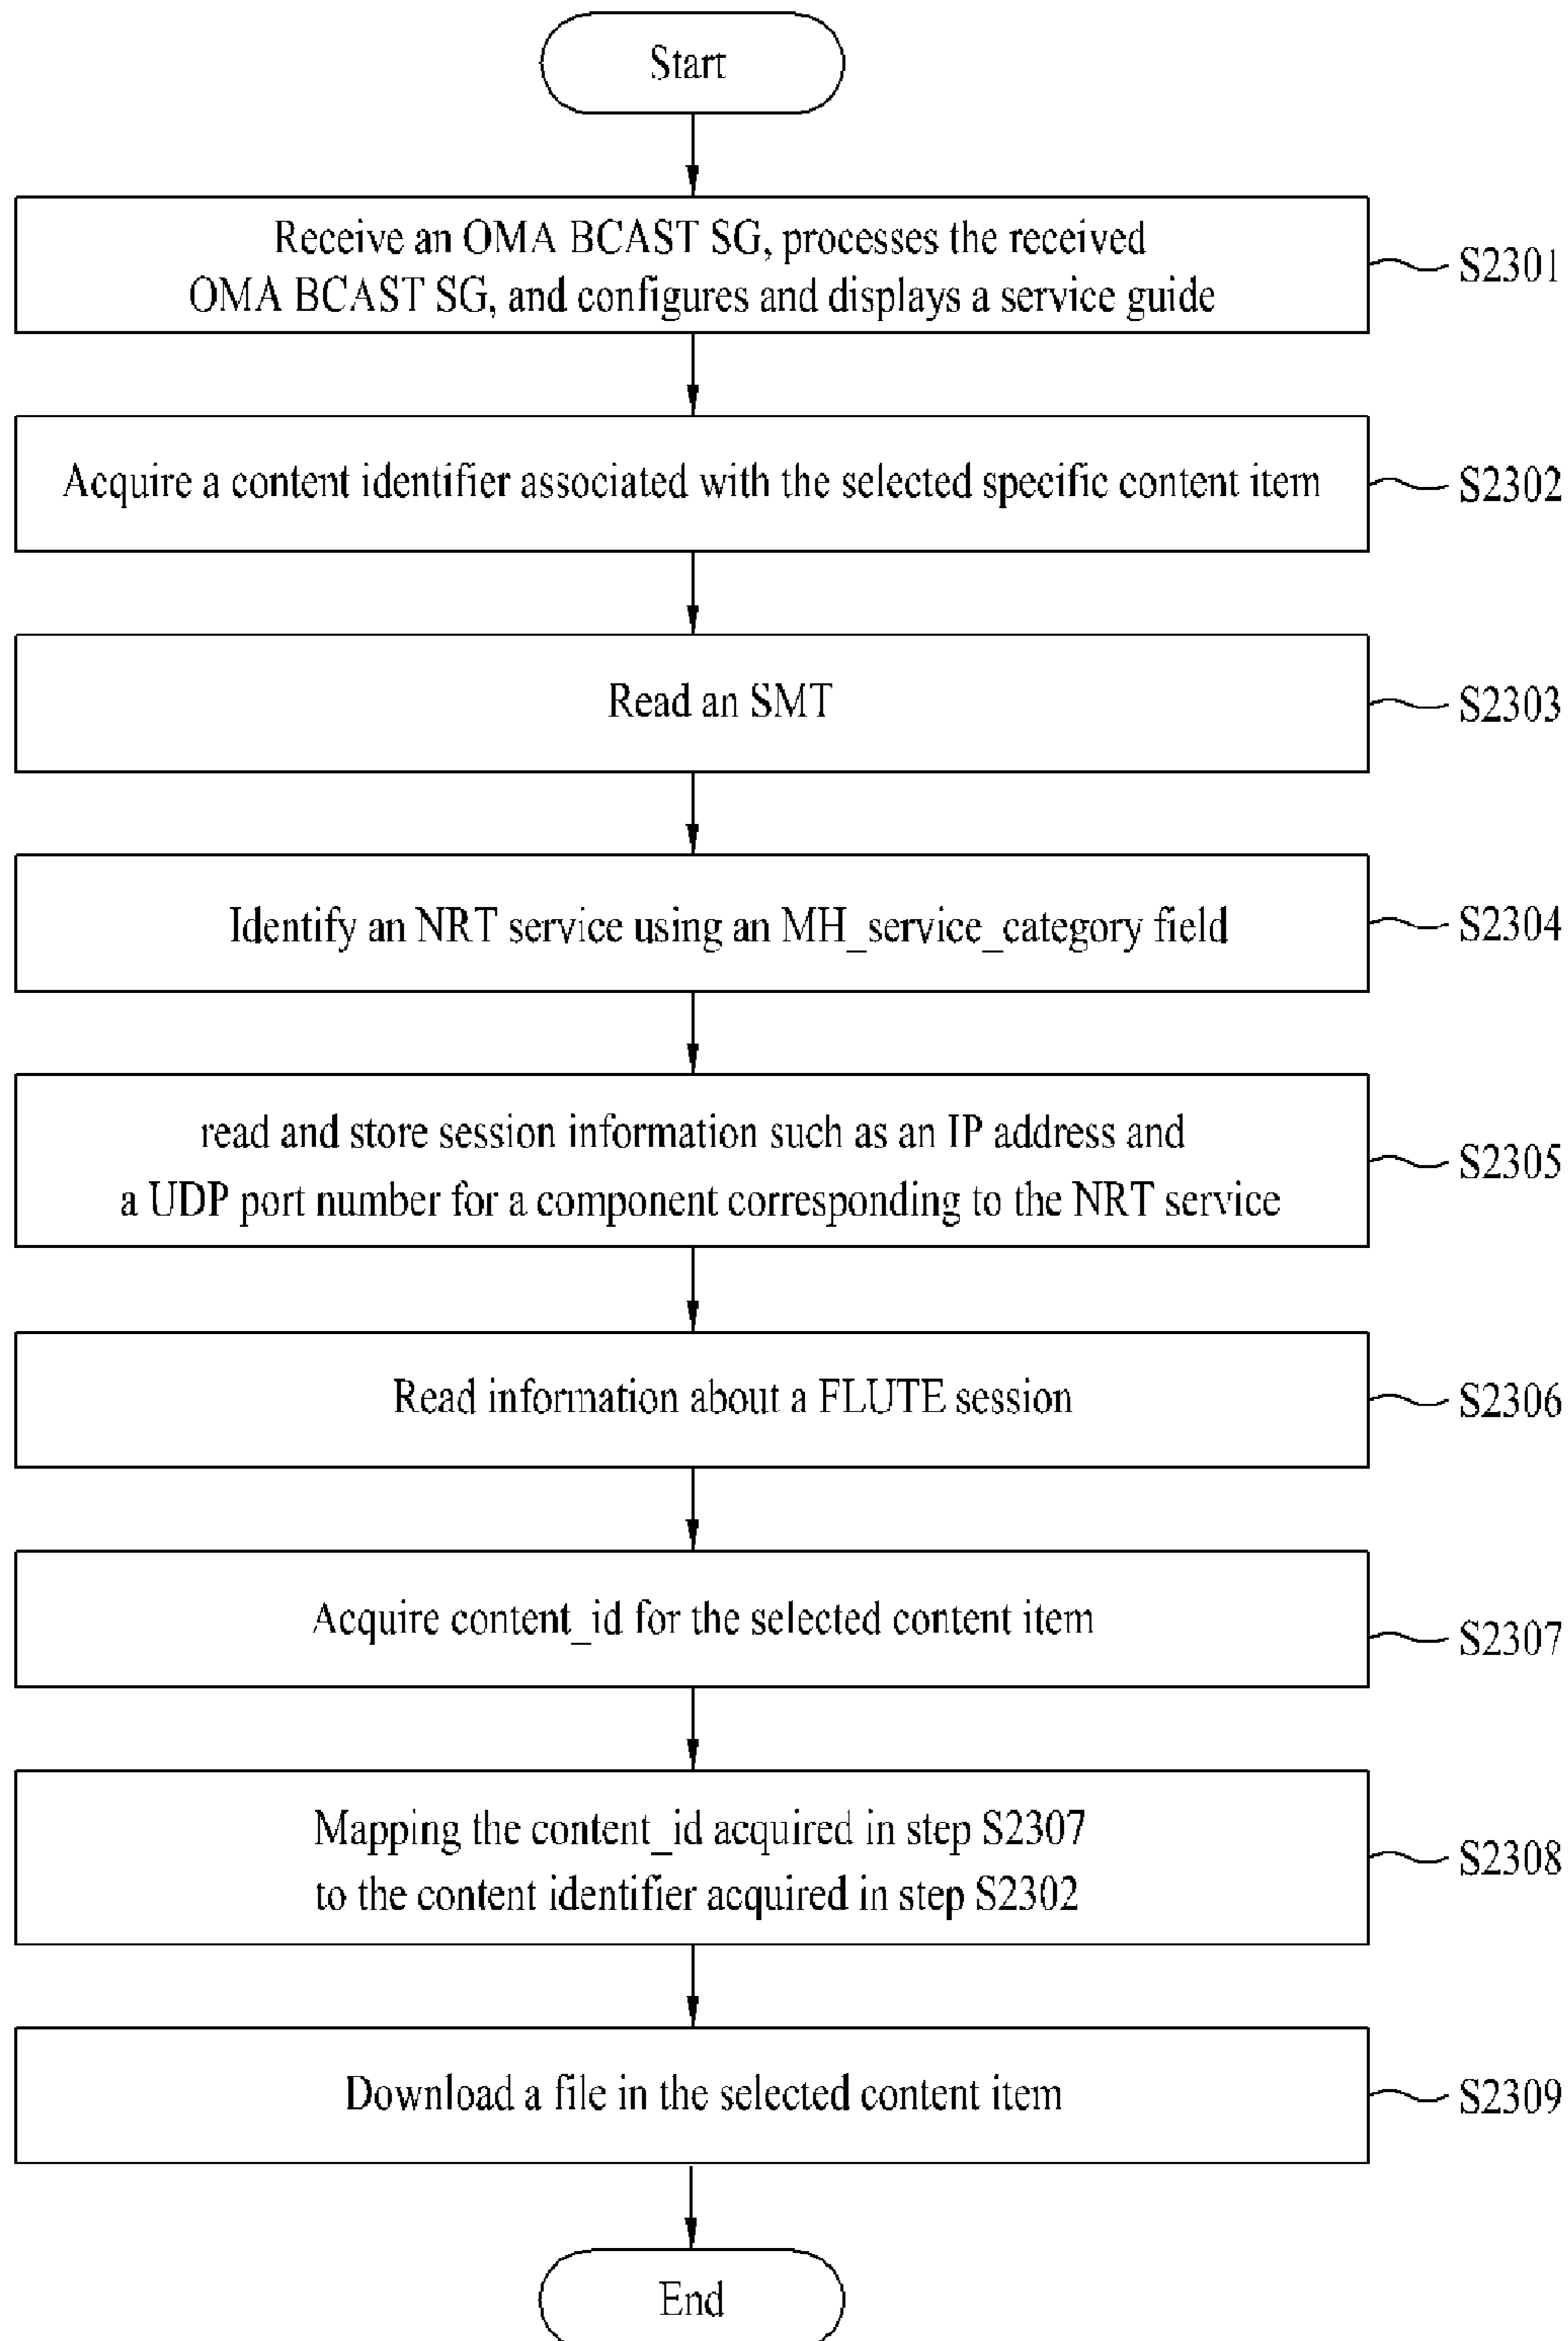 Start
Receive an OMA BCAST SG, processes the received
OMA BCAST SG, and configures and displays a service guide
S2301
Acquire a content identifier associated with the selected specific content item
S2302
Read an SMT
S2303
Identify an NRT service using an MH_service_category field
S2304
read and store session information such as an IP address and
a UDP port number for a component corresponding to the NRT service
S2305
Read information about a FLUTE session
S2306
Acquire content_id for the selected content item
S2307
Mapping the content_id acquired in step S2307
to the content identifier acquired in step S2302
S2308
Download a file in the selected content item
S2309
End